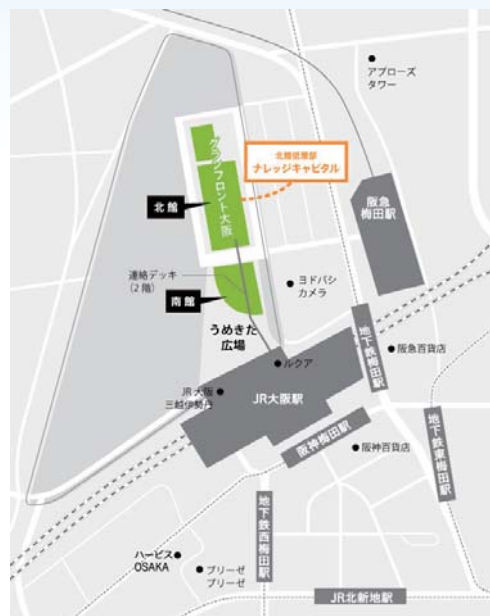 アプローズ
タワー
グランフロント大阪
北館低層部
ナレッジキャピタル
阪急
梅田駅
北館
連絡デッキ
(2階)
ヨドバシ
カメラ
南館
うめきた
広場
地下鉄梅田駅
阪急百貨店
ルクア
JR大阪
三越伊勢丹
JR大阪駅
阪神梅田駅
地下鉄東梅田駅
阪神百貨店
地下鉄西梅田駅
ハービス
OSAKA
ブリーゼ
ブリーゼ
JR北新地駅